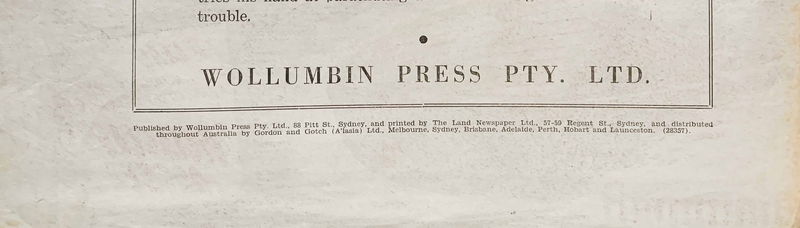 trouble.
WOLLUMBIN PRESS PTY. LTD.
Published by Wollumbin Press Pty. Ltd., 88 Pitt St., Sydney, and printed by The Land Newspaper Ltd., 57-59 Regent St., Sydney, and distributed
throughout Australia by Gordon and Gotch (A'lasia) Ltd., Melbourne, Sydney, Brisbane, Adelaide, Perth, Hobart and Launceston. (28357).